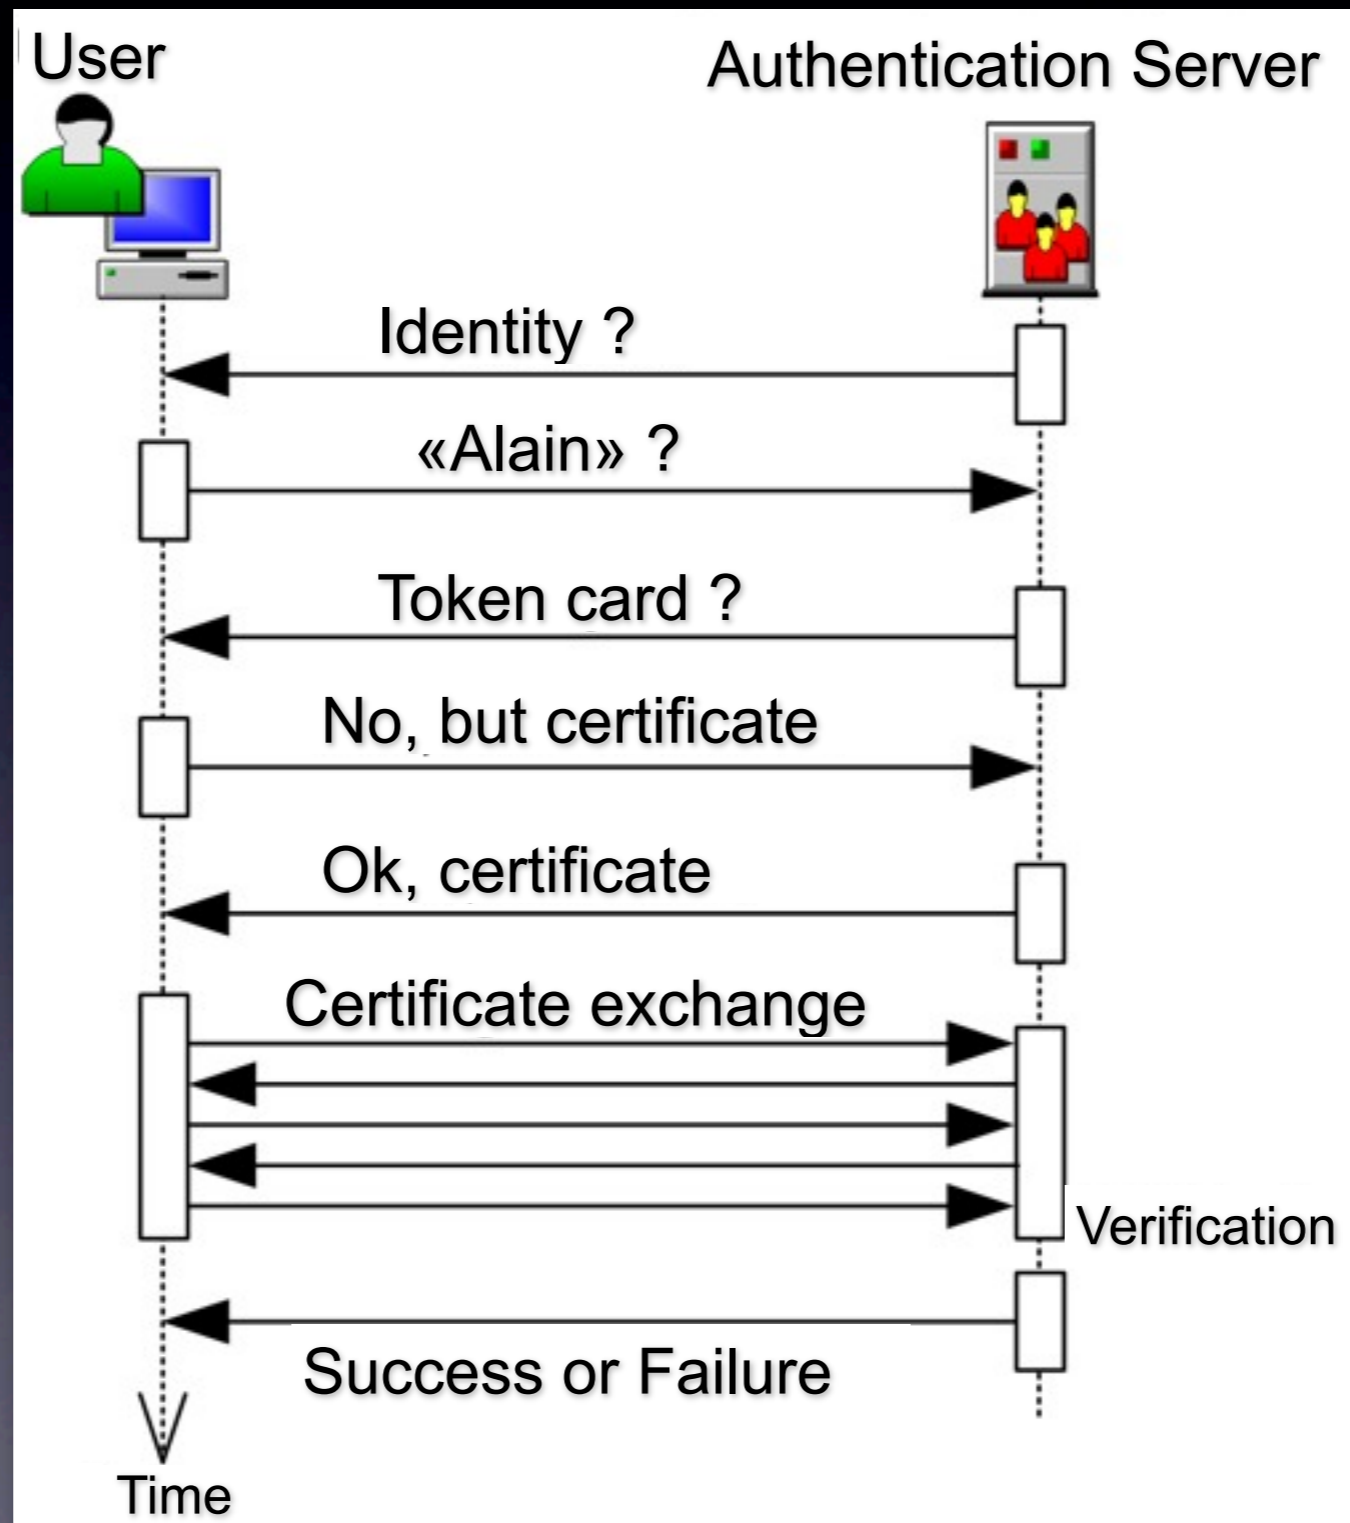 User
Authentication Server
Identity ?
«Alain» ?
Token card ?
No, but certificate
Ok, certificate
Certificate exchange
Verification
Success or Failure
Time